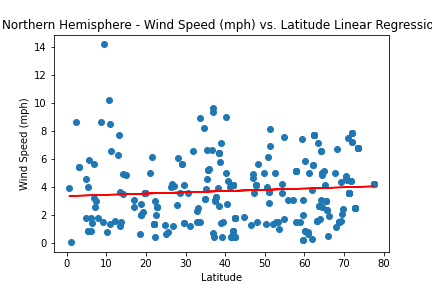 Northern Hemisphere - Wind Speed (mph) vs. Latitude Linear Regressio
Wind Speed (mph)
14
12
10
8
6
4
2
0
0 10 20 30 40 50 60 70 80
Latitude